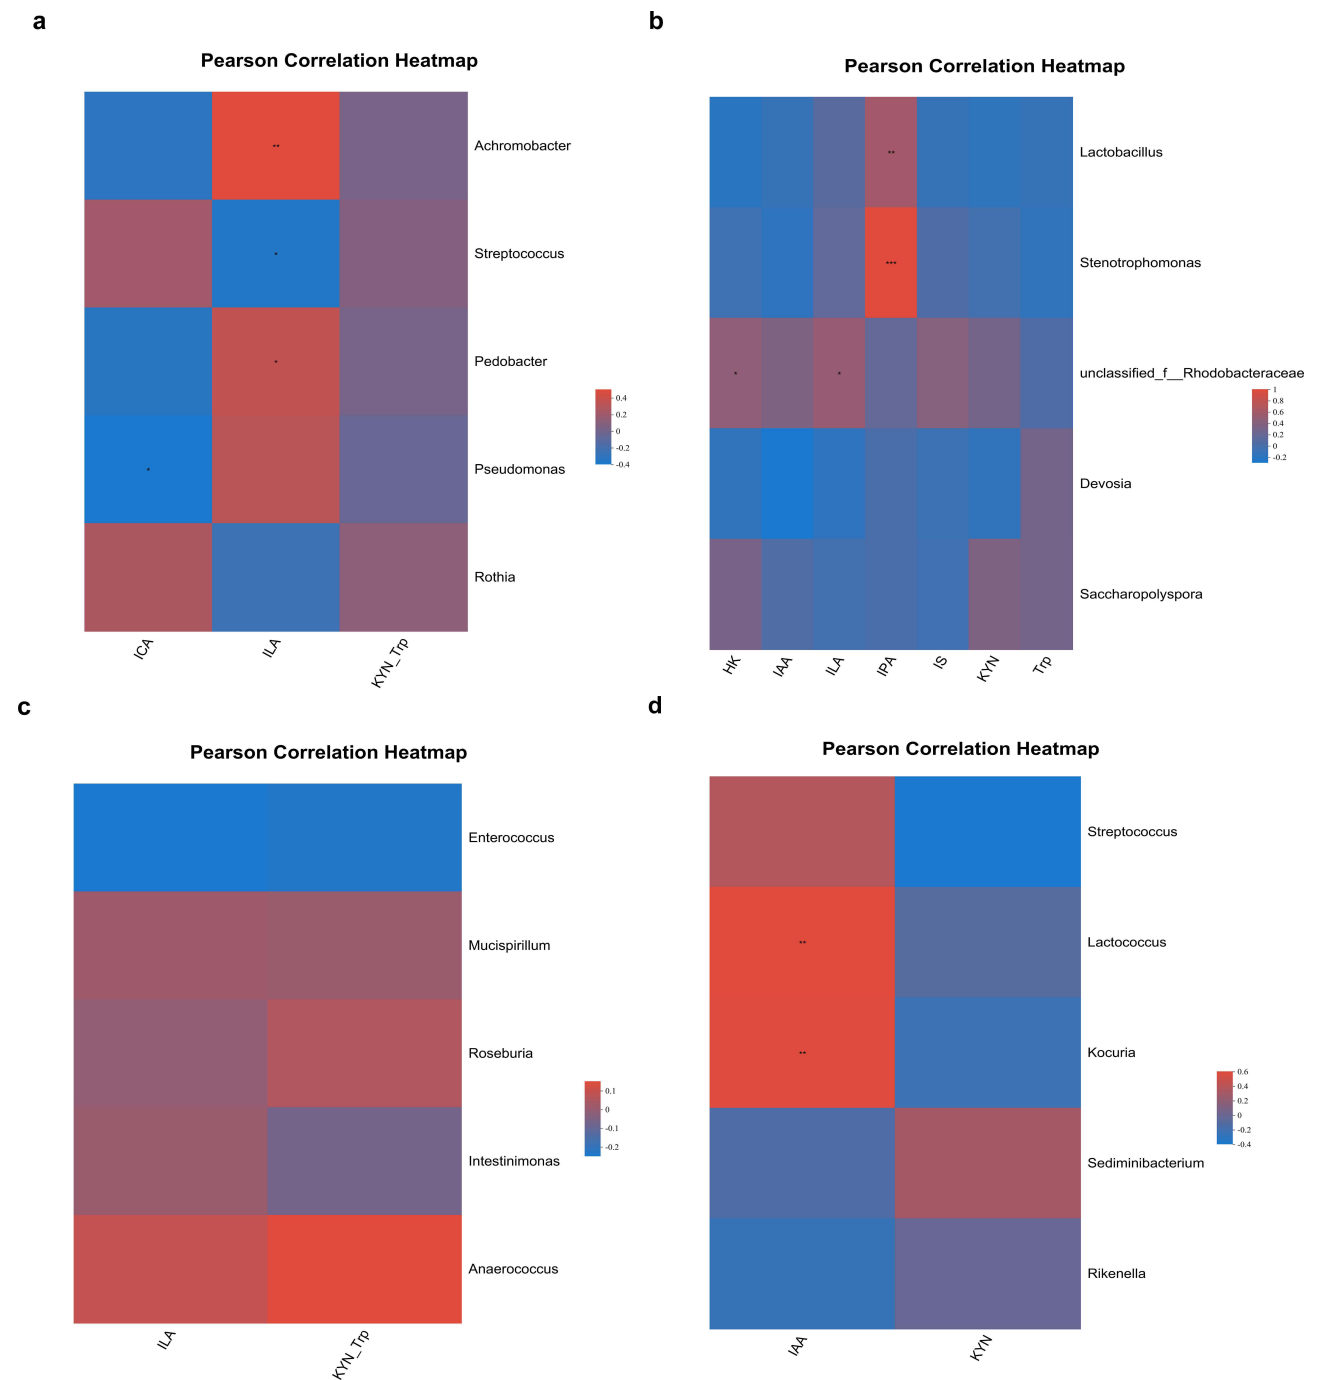 a
Pearson Correlation Heatmap
**
Achromobacter
*
Streptococcus
*
Pedobacter
*
Pseudomonas
Rothia
ICA
ILA
KYN_Trp
0.4
0.2
0
-0.2
-0.4
b
Pearson Correlation Heatmap
**
Lactobacillus
***
Stenotrophomonas
* *
unclassified_f__Rhodobacteraceae
Devosia
Saccharopolyspora
HK
IAA
ILA
IPA
IS
KYN
Trp
1
0.8
0.6
0.4
0.2
0
-0.2
c
Pearson Correlation Heatmap
Enterococcus
Mucispirillum
Roseburia
Intestinimonas
Anaerococcus
ILA
KYN_Trp
0.1
0
-0.1
-0.2
d
Pearson Correlation Heatmap
Streptococcus
**
Lactococcus
**
Kocuria
Sediminibacterium
Rikenella
IAA
KYN
0.6
0.4
0.2
0
-0.2
-0.4